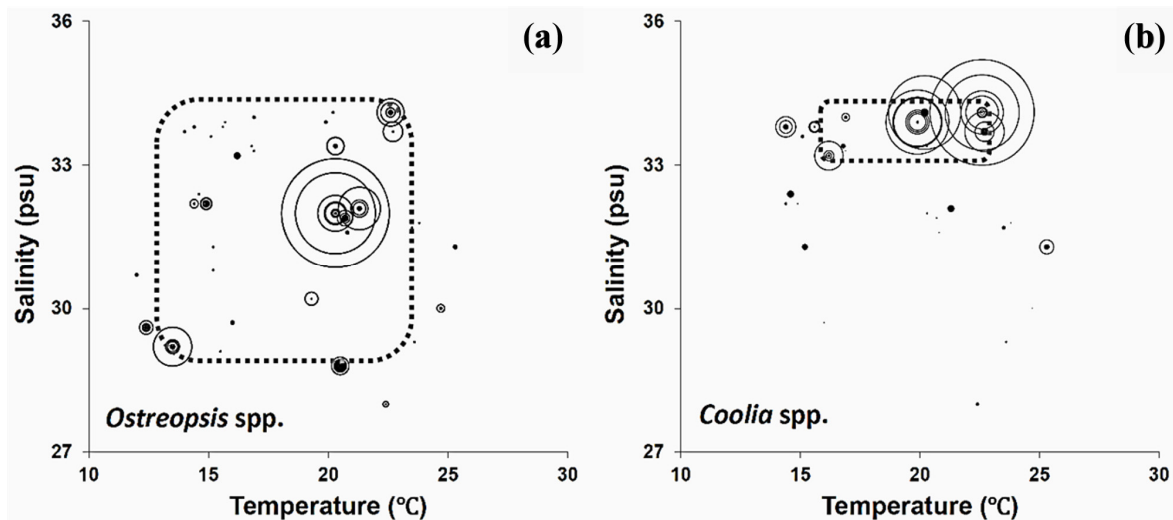 (a)
36
33
30
27
Salinity (psu)
10
15
20
25
30
Temperature (℃)
Ostreopsis spp.
(b)
36
33
30
27
Salinity (psu)
10
15
20
25
30
Temperature (℃)
Coolia spp.